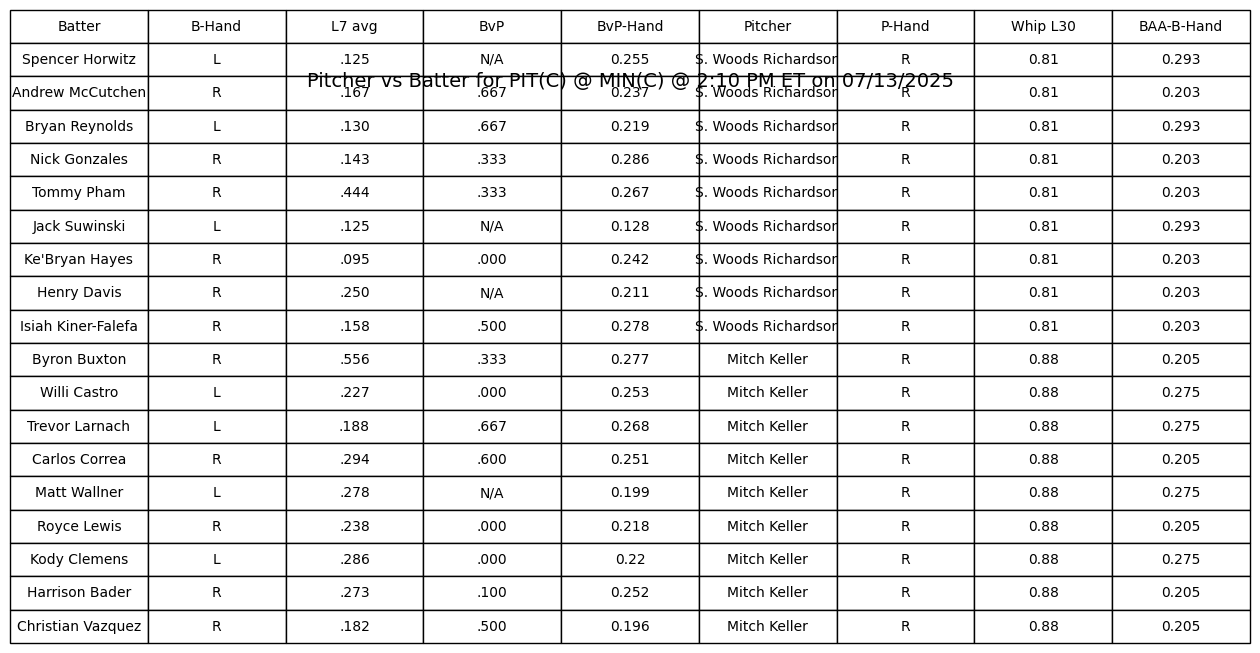 Batter B-Hand L7 avg BvP BvP-Hand Pitcher P-Hand Whip L30 BAA-B-Hand
Spencer Horwitz L .125 N/A 0.255 S. Woods Richardson R 0.81 0.293
Pitcher vs Batter for PIT(C) @ MIN(C) @ 2:10 PM ET on 07/13/2025
Andrew McCutchen R .167 .667 0.237 S. Woods Richardson R 0.81 0.203
Bryan Reynolds L .130 .667 0.219 S. Woods Richardson R 0.81 0.293
Nick Gonzales R .143 .333 0.286 S. Woods Richardson R 0.81 0.203
Tommy Pham R .444 .333 0.267 S. Woods Richardson R 0.81 0.203
Jack Suwinski L .125 N/A 0.128 S. Woods Richardson R 0.81 0.293
Ke'Bryan Hayes R .095 .000 0.242 S. Woods Richardson R 0.81 0.203
Henry Davis R .250 N/A 0.211 S. Woods Richardson R 0.81 0.203
Isiah Kiner-Falefa R .158 .500 0.278 S. Woods Richardson R 0.81 0.203
Byron Buxton R .556 .333 0.277 Mitch Keller R 0.88 0.205
Willi Castro L .227 .000 0.253 Mitch Keller R 0.88 0.275
Trevor Larnach L .188 .667 0.268 Mitch Keller R 0.88 0.275
Carlos Correa R .294 .600 0.251 Mitch Keller R 0.88 0.205
Matt Wallner L .278 N/A 0.199 Mitch Keller R 0.88 0.275
Royce Lewis R .238 .000 0.218 Mitch Keller R 0.88 0.205
Kody Clemens L .286 .000 0.22 Mitch Keller R 0.88 0.275
Harrison Bader R .273 .100 0.252 Mitch Keller R 0.88 0.205
Christian Vazquez R .182 .500 0.196 Mitch Keller R 0.88 0.205